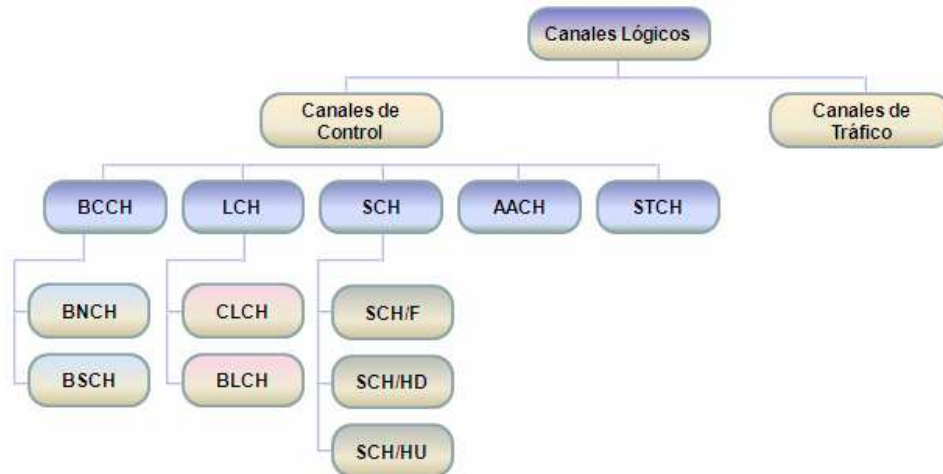 Canales Lógicos
Canales de
Control
Canales de
Tráfico
BCCH
LCH
SCH
AACH
STCH
BNCH
CLCH
SCH/F
BSCH
BLCH
SCH/HD
SCH/HU